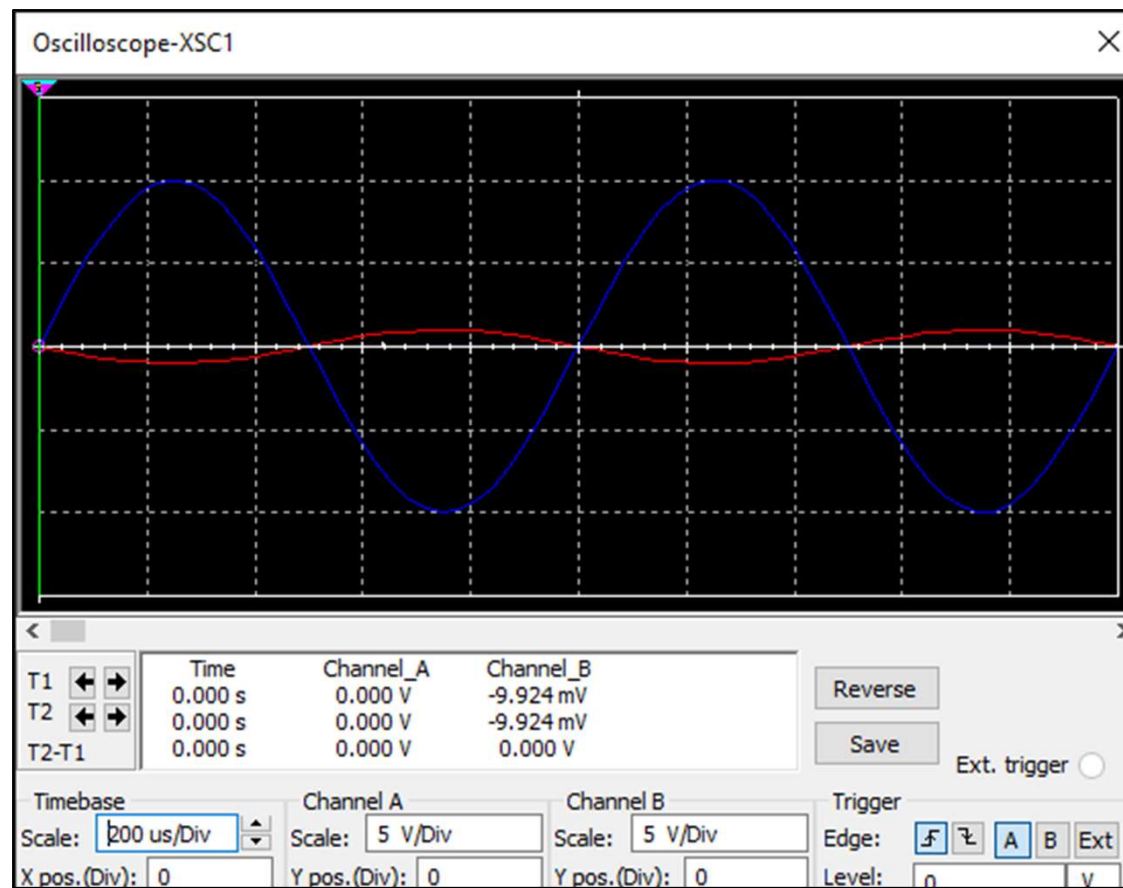 Oscilloscope-XSC1
Time Channel_A Channel_B
T1 0.000 s 0.000 V -9.924 mV
T2 0.000 s 0.000 V -9.924 mV
T2-T1 0.000 s 0.000 V 0.000 V
Reverse
Save
Ext. trigger
Timebase Channel A Channel B Trigger
Scale: 200 us/Div Scale: 5 V/Div Scale: 5 V/Div Edge: A B Ext
X pos.(Div): 0 Y pos.(Div): 0 Y pos.(Div): 0 Level: 0 V